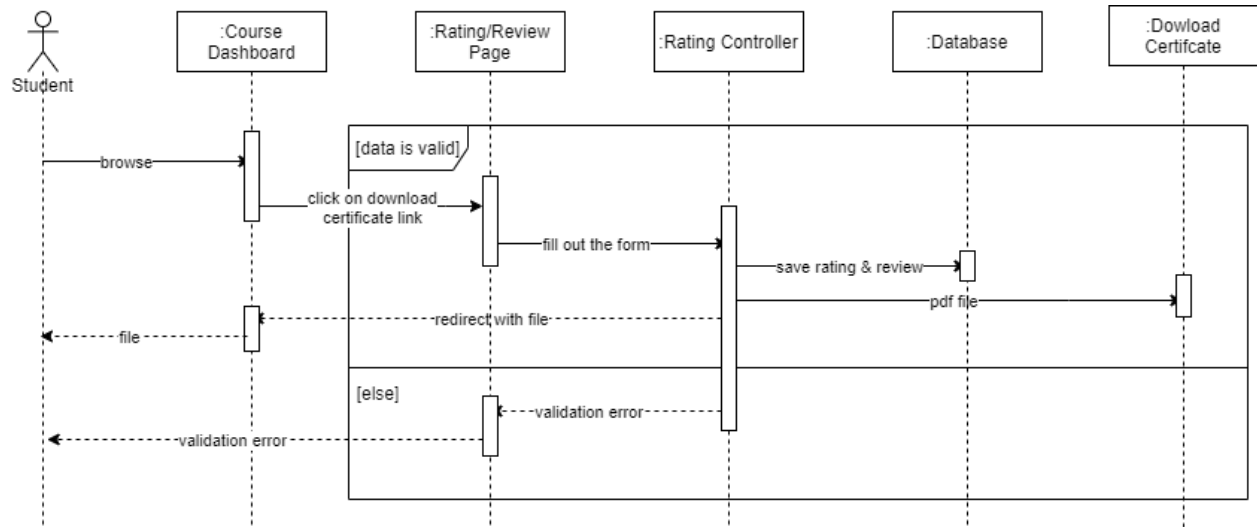 :Course
Dashboard
:Rating/Review
Page
:Rating Controller
:Database
:Dowload
Certifcate
Student
[data is valid]
browse
click on download
certificate link
fill out the form
save rating & review
pdf file
redirect with file
file
[else]
validation error
validation error